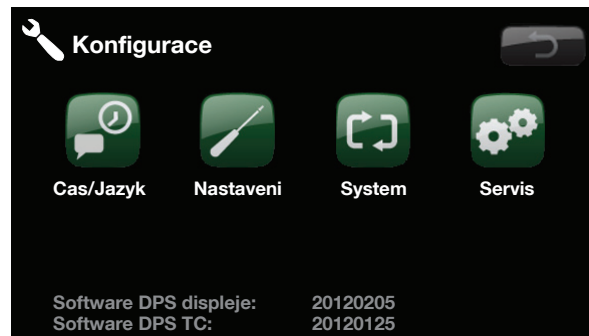 Konfigurace
Cas/Jazyk Nastaveni System Servis
Software DPS displeje: 20120205
Software DPS TC: 20120125